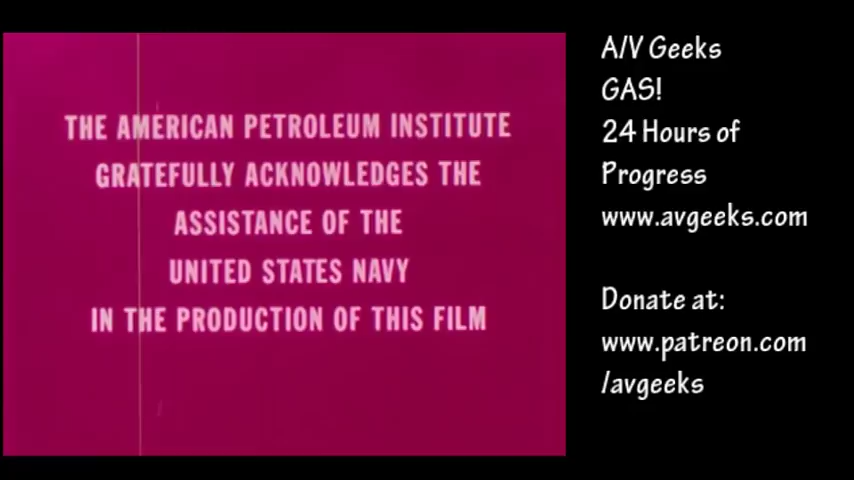 THE AMERICAN PETROLEUM INSTITUTE
GRATEFULLY ACKNOWLEDGES THE
ASSISTANCE OF THE
UNITED STATES NAVY
IN THE PRODUCTION OF THIS FILM
A/V Geeks
GAS!
24 Hours of
Progress
www.avgeeks.com
Donate at:
www.patreon.com
/avgeeks